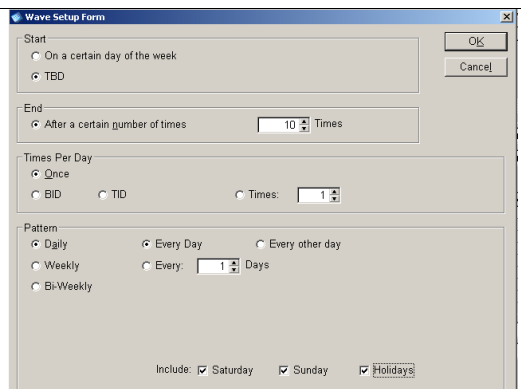 Wave Setup Form
Start
On a certain day of the week
TBD
OK
Cancel
End
After a certain number of times 10 Times
Times Per Day
Once
BID TID Times: 1
Pattern
Daily Every Day Every other day
Weekly Every: 1 Days
Bi-Weekly
Include: Saturday Sunday Holidays